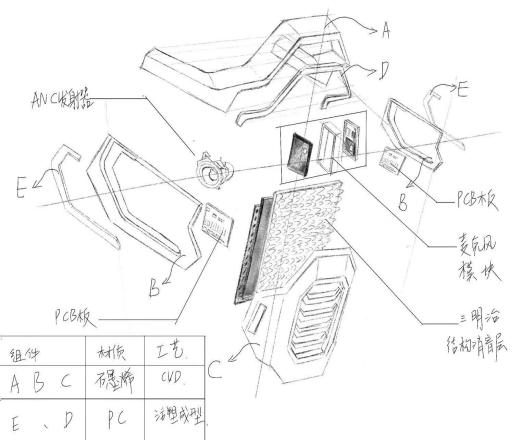 A
D
E
ANC发射器
E
B
PCB板
B
PCB板
麦克风
模块
三明治
结构消音层
C
组件 材质 工艺
A B C 石墨烯 CVD
E 、 D PC 注塑成型